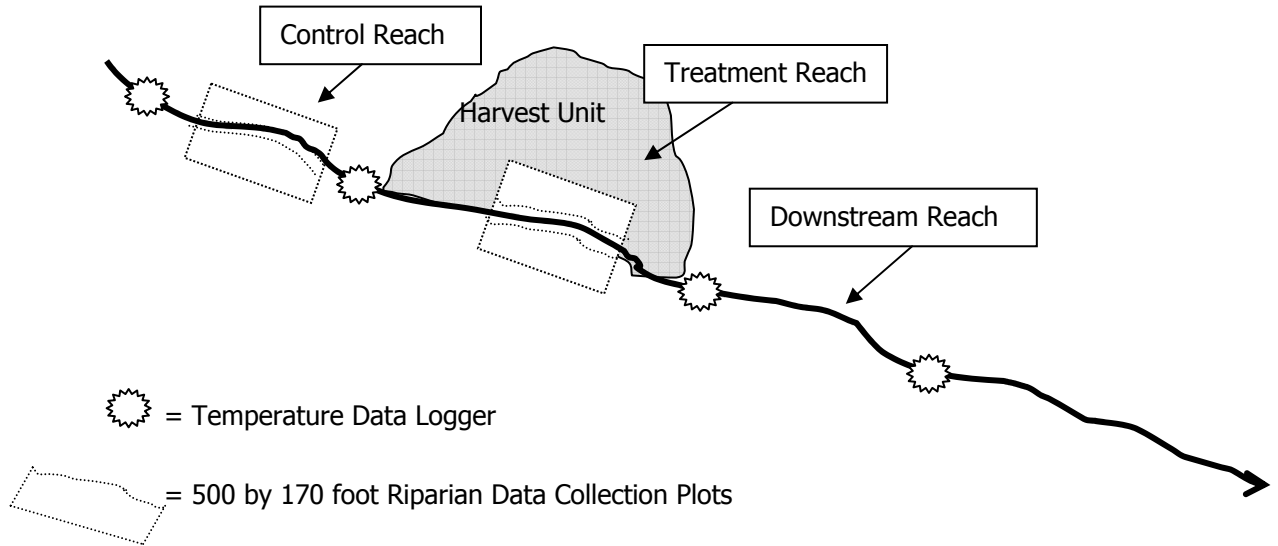 Control Reach
Treatment Reach
Harvest Unit
Downstream Reach
= Temperature Data Logger
= 500 by 170 foot Riparian Data Collection Plots